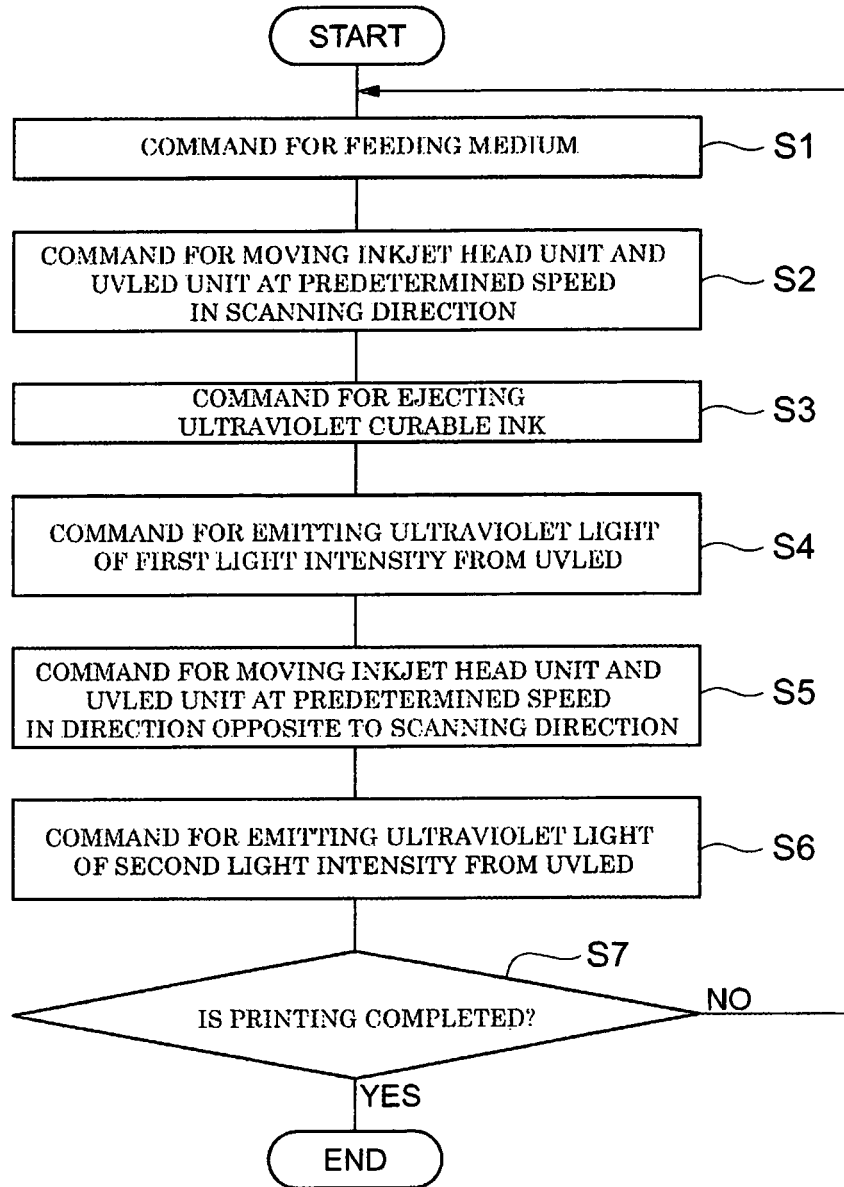 START
COMMAND FOR FEEDING MEDIUM
S1
COMMAND FOR MOVING INKJET HEAD UNIT AND
UVLED UNIT AT PREDETERMINED SPEED
IN SCANNING DIRECTION
S2
COMMAND FOR EJECTING
ULTRAVIOLET CURABLE INK
S3
COMMAND FOR EMITTING ULTRAVIOLET LIGHT
OF FIRST LIGHT INTENSITY FROM UVLED
S4
COMMAND FOR MOVING INKJET HEAD UNIT AND
UVLED UNIT AT PREDETERMINED SPEED
IN DIRECTION OPPOSITE TO SCANNING DIRECTION
S5
COMMAND FOR EMITTING ULTRAVIOLET LIGHT
OF SECOND LIGHT INTENSITY FROM UVLED
S6
S7
IS PRINTING COMPLETED?
NO
YES
END